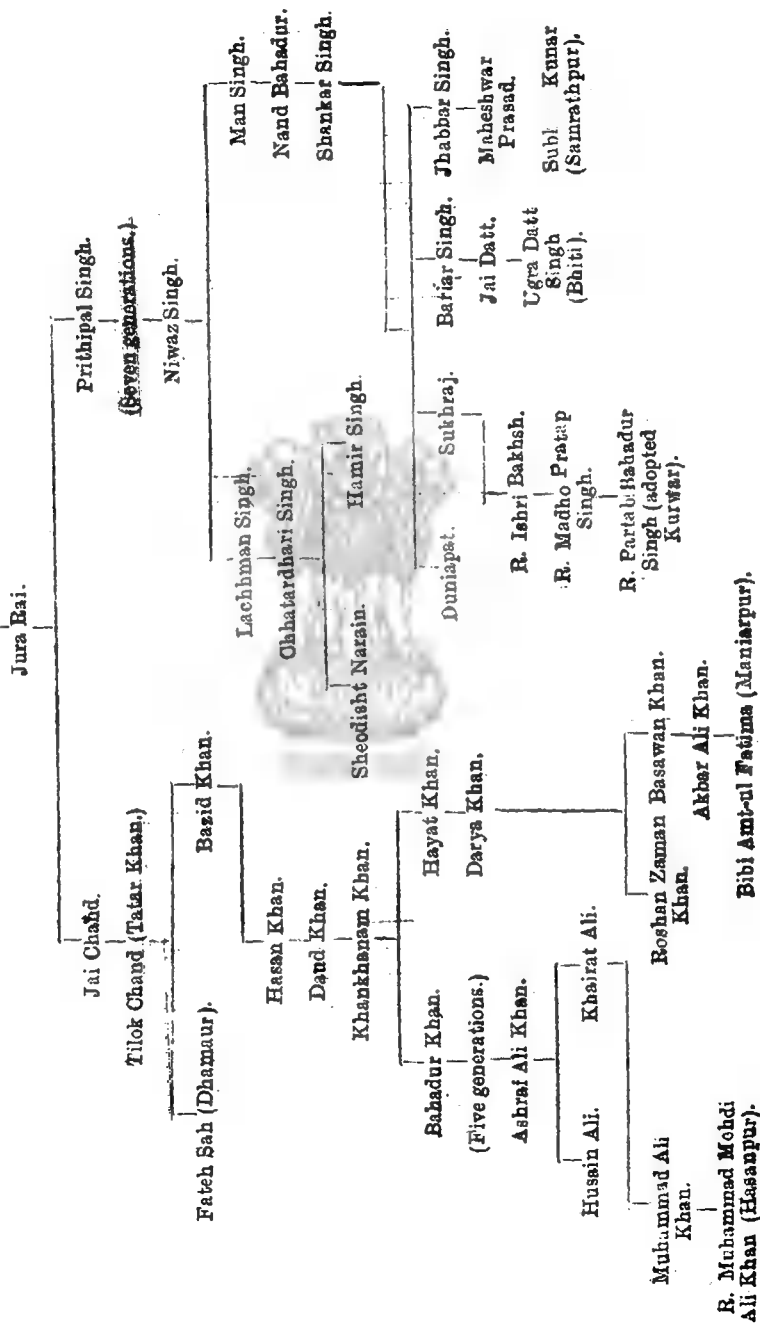 Jura Rai.
Jai Chand.
Prithipal Singh.
Tilok Chand (Tatar Khan.)
(Seven generations.)
Niwaz Singh.
Fateh Sah (Dhamaur).
Bazid Khan.
Lachhman Singh.
Man Singh.
Hasan Khan.
Chhatardhari Singh.
Nand Bahadur.
Daud Khan.
Shankar Singh.
Khankhanam Khan.
Sheodisht Narain.
Hamir Singh.
Bahadur Khan.
Hayat Khan.
Duniapat.
Sukhraj.
Bariar Singh.
Jhabbar Singh.
(Five generations.)
Darya Khan.
Jai Datt.
Maheshwar
Prasad.
Ashraf Ali Khan.
R. Ishri Bakhsh.
Ugra Datt
Singh
(Bhiti).
Husain Ali.
Khairat Ali.
R. Madho Pratap
Singh.
Kunar
(Samrathpur).
R. Partab Bahadur
Singh (adopted
Kurwar).
Muhammad Ali
Khan.
Roshan Zaman
Khan.
Basawan Khan.
Akbar Ali Khan.
R. Muhammad Mohdi
Ali Khan (Hasanpur).
Bibi Amt-ul Fatima (Maniarpur).